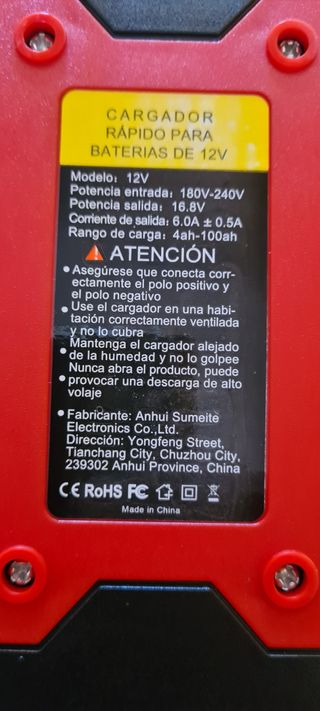 CARGADOR
RÁPIDO PARA
BATERIAS DE 12V
Modelo: 12V
Potencia entrada: 180V-240V
Potencia salida: 16.8V
Corriente de salida: 6.0A ± 0.5A
Rango de carga: 4ah-100ah
ATENCIÓN
• Asegúrese que conecta corr-
ectamente el polo positivo y
el polo negativo
• Use el cargador en una habi-
tación correctamente ventilada
y no lo cubra
Mantenga el cargador alejado
• de la humedad y no lo golpee
Nunca abra el producto, puede
• provocar una descarga de alto
volaje
• Fabricante: Anhui Sumeite
Electronics Co.,Ltd.
Dirección: Yongfeng Street,
Tianchang City, Chuzhou City,
239302 Anhui Province, China
CE RoHS FC
Made in China